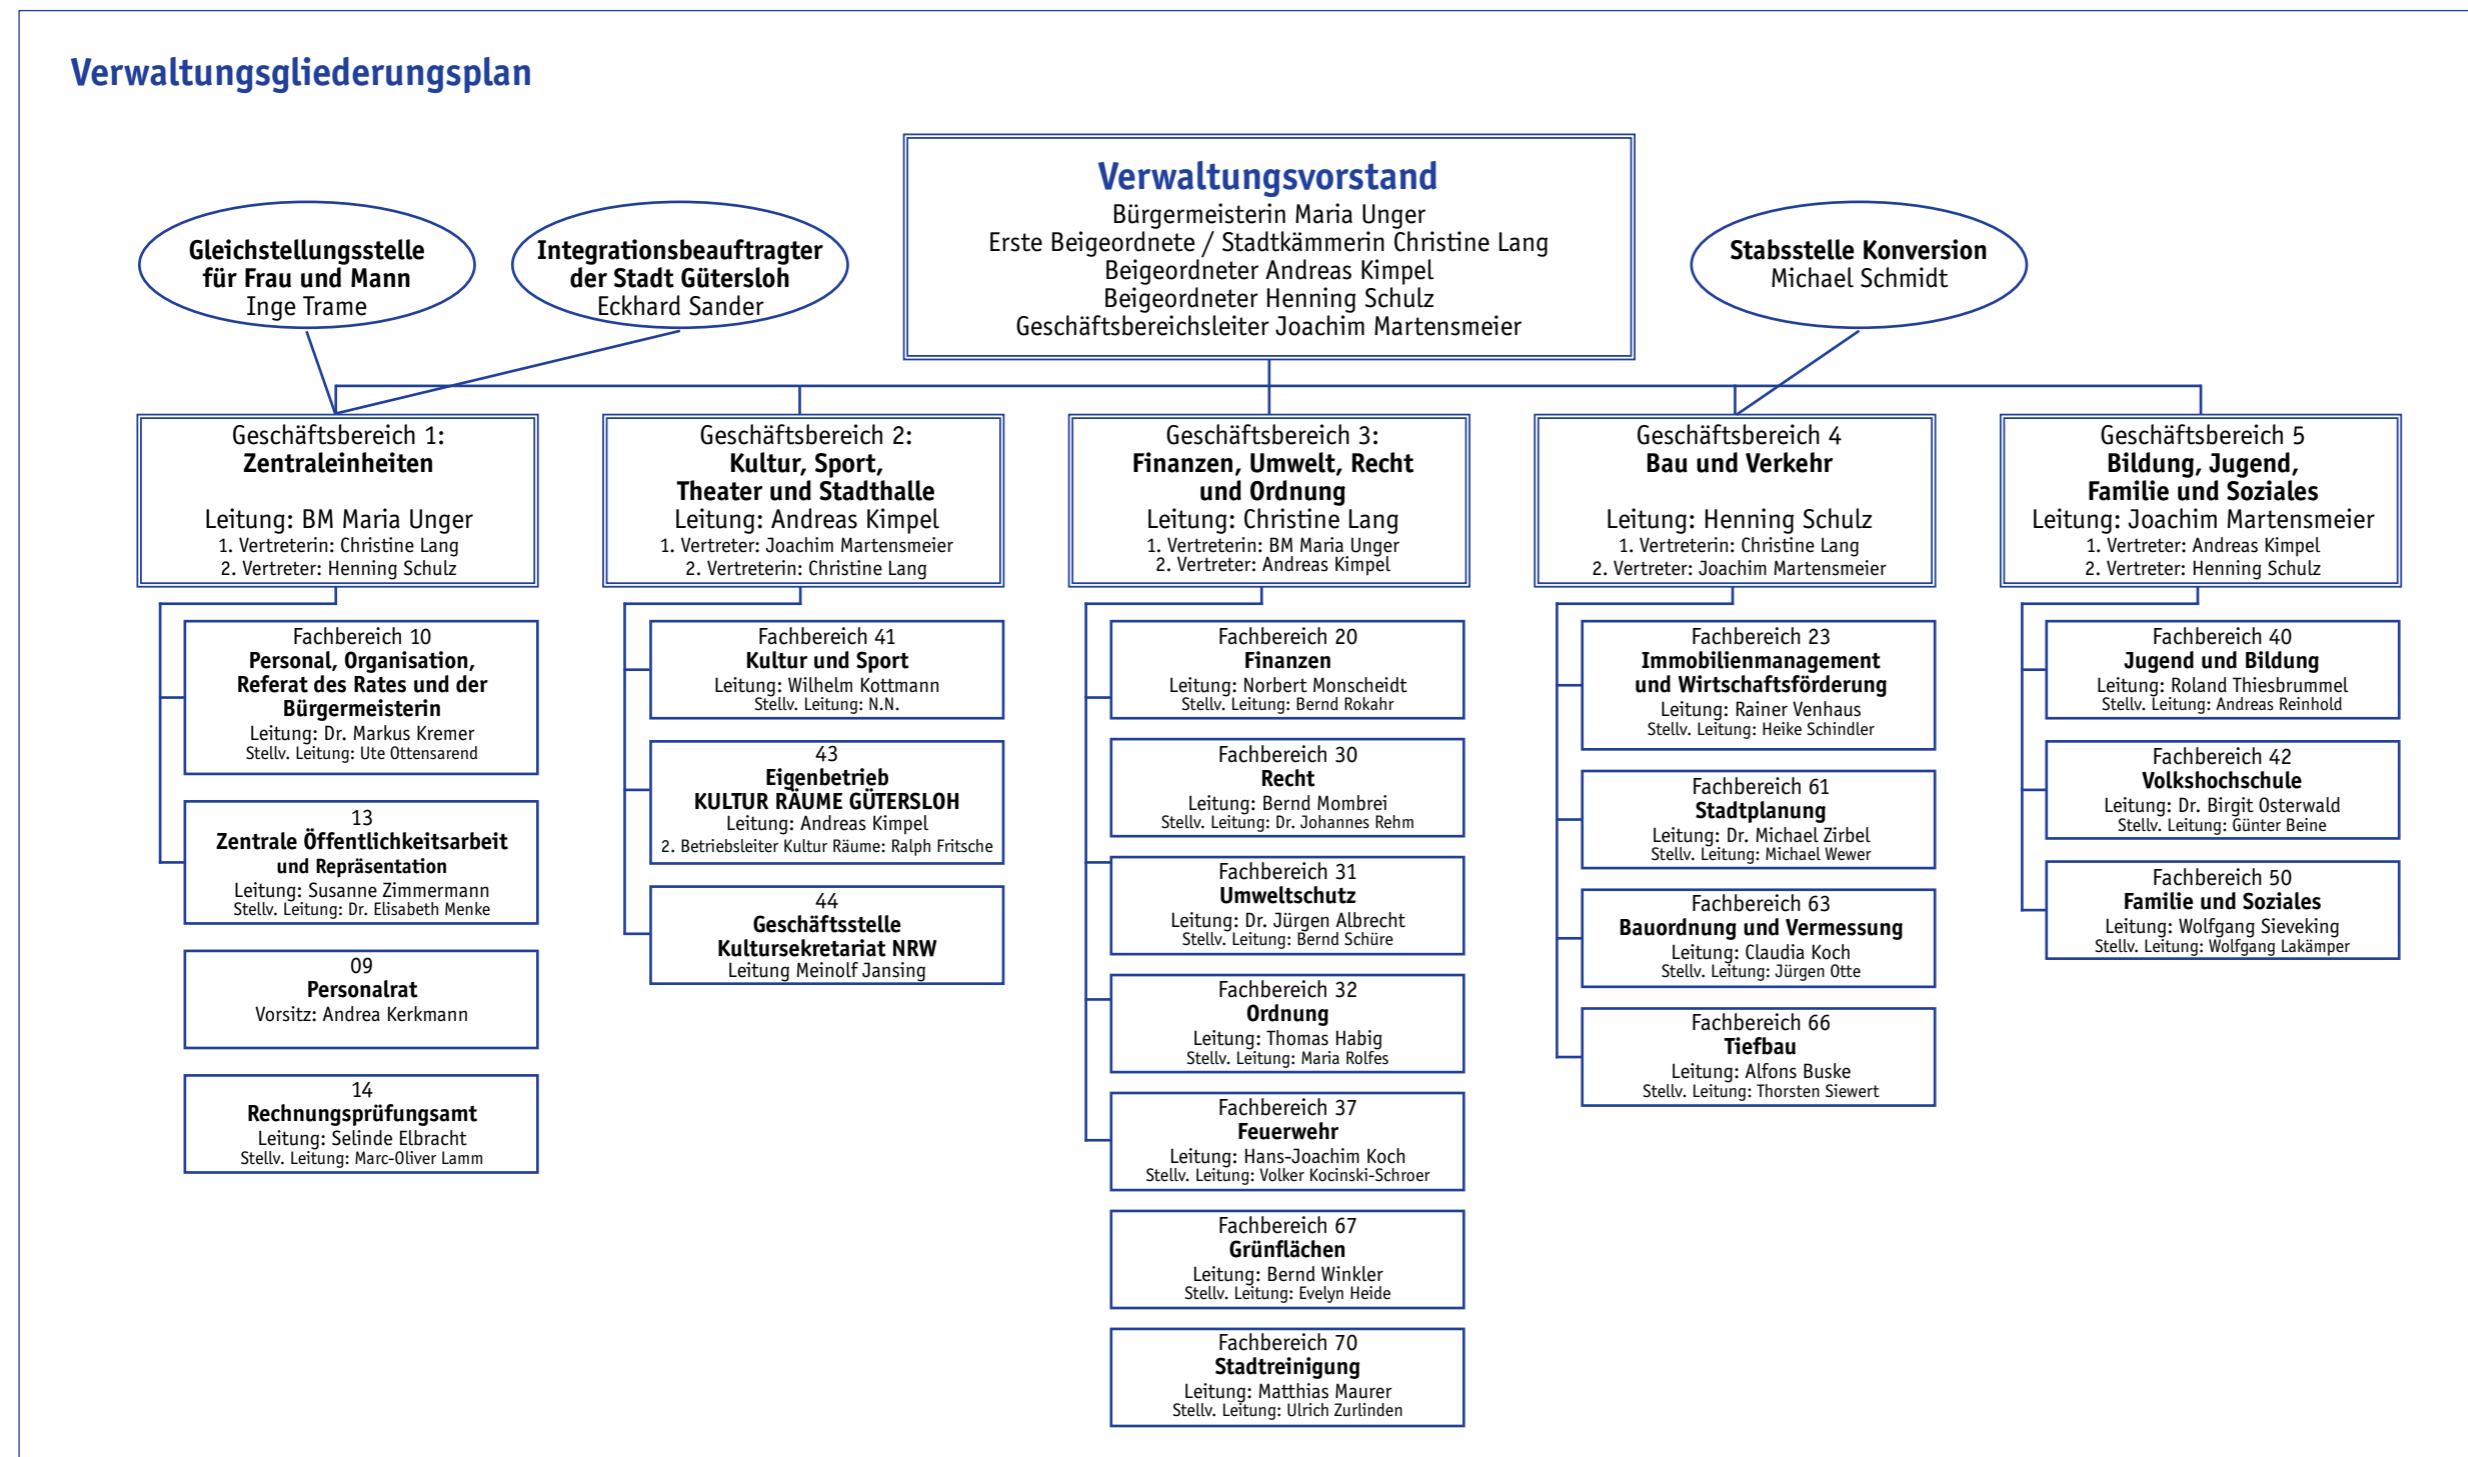 Verwaltungsgliederungsplan
Verwaltungsvorstand
Bürgermeisterin Maria Unger
Erste Beigeordnete / Stadtkämmerin Christine Lang
Beigeordneter Andreas Kimpel
Beigeordneter Henning Schulz
Geschäftsbereichsleiter Joachim Martensmeier
Gleichstellungsstelle
für Frau und Mann
Inge Trame
Integrationsbeauftragter
der Stadt Gütersloh
Eckhard Sander
Stabsstelle Konversion
Michael Schmidt
Geschäftsbereich 1:
Zentraleinheiten
Leitung: BM Maria Unger
1. Vertreterin: Christine Lang
2. Vertreter: Henning Schulz
Fachbereich 10
Personal, Organisation,
Referat des Rates und der
Bürgermeisterin
Leitung: Dr. Markus Kremer
Stellv. Leitung: Ute Ottensarend
13
Zentrale Öffentlichkeitsarbeit
und Repräsentation
Leitung: Susanne Zimmermann
Stellv. Leitung: Dr. Elisabeth Menke
09
Personalrat
Vorsitz: Andrea Kerkmann
14
Rechnungsprüfungsamt
Leitung: Selinde Elbracht
Stellv. Leitung: Marc-Oliver Lamm
Geschäftsbereich 2:
Kultur, Sport,
Theater und Stadthalle
Leitung: Andreas Kimpel
1. Vertreter: Joachim Martensmeier
2. Vertreterin: Christine Lang
Fachbereich 41
Kultur und Sport
Leitung: Wilhelm Kottmann
Stellv. Leitung: N.N.
43
Eigenbetrieb
KULTUR RÄUME GÜTERSLOH
Leitung: Andreas Kimpel
2. Betriebsleiter Kultur Räume: Ralph Fritsche
44
Geschäftsstelle
Kultursekretariat NRW
Leitung Meinolf Jansing
Geschäftsbereich 3:
Finanzen, Umwelt, Recht
und Ordnung
Leitung: Christine Lang
1. Vertreterin: BM Maria Unger
2. Vertreter: Andreas Kimpel
Fachbereich 20
Finanzen
Leitung: Norbert Monscheidt
Stellv. Leitung: Bernd Rokahr
Fachbereich 30
Recht
Leitung: Bernd Mombrei
Stellv. Leitung: Dr. Johannes Rehm
Fachbereich 31
Umweltschutz
Leitung: Dr. Jürgen Albrecht
Stellv. Leitung: Bernd Schüre
Fachbereich 32
Ordnung
Leitung: Thomas Habig
Stellv. Leitung: Maria Rolfes
Fachbereich 37
Feuerwehr
Leitung: Hans-Joachim Koch
Stellv. Leitung: Volker Kocinski-Schroer
Fachbereich 67
Grünflächen
Leitung: Bernd Winkler
Stellv. Leitung: Evelyn Heide
Fachbereich 70
Stadtreinigung
Leitung: Matthias Maurer
Stellv. Leitung: Ulrich Zurlinden
Geschäftsbereich 4
Bau und Verkehr
Leitung: Henning Schulz
1. Vertreterin: Christine Lang
2. Vertreter: Joachim Martensmeier
Fachbereich 23
Immobilienmanagement
und Wirtschaftsförderung
Leitung: Rainer Venhaus
Stellv. Leitung: Heike Schindler
Fachbereich 61
Stadtplanung
Leitung: Dr. Michael Zirbel
Stellv. Leitung: Michael Wewer
Fachbereich 63
Bauordnung und Vermessung
Leitung: Claudia Koch
Stellv. Leitung: Jürgen Otte
Fachbereich 66
Tiefbau
Leitung: Alfons Buske
Stellv. Leitung: Thorsten Siewert
Geschäftsbereich 5
Bildung, Jugend,
Familie und Soziales
Leitung: Joachim Martensmeier
1. Vertreter: Andreas Kimpel
2. Vertreter: Henning Schulz
Fachbereich 40
Jugend und Bildung
Leitung: Roland Thiesbrummel
Stellv. Leitung: Andreas Reinhold
Fachbereich 42
Volkshochschule
Leitung: Dr. Birgit Osterwald
Stellv. Leitung: Günter Beine
Fachbereich 50
Familie und Soziales
Leitung: Wolfgang Sieveking
Stellv. Leitung: Wolfgang Lakämper